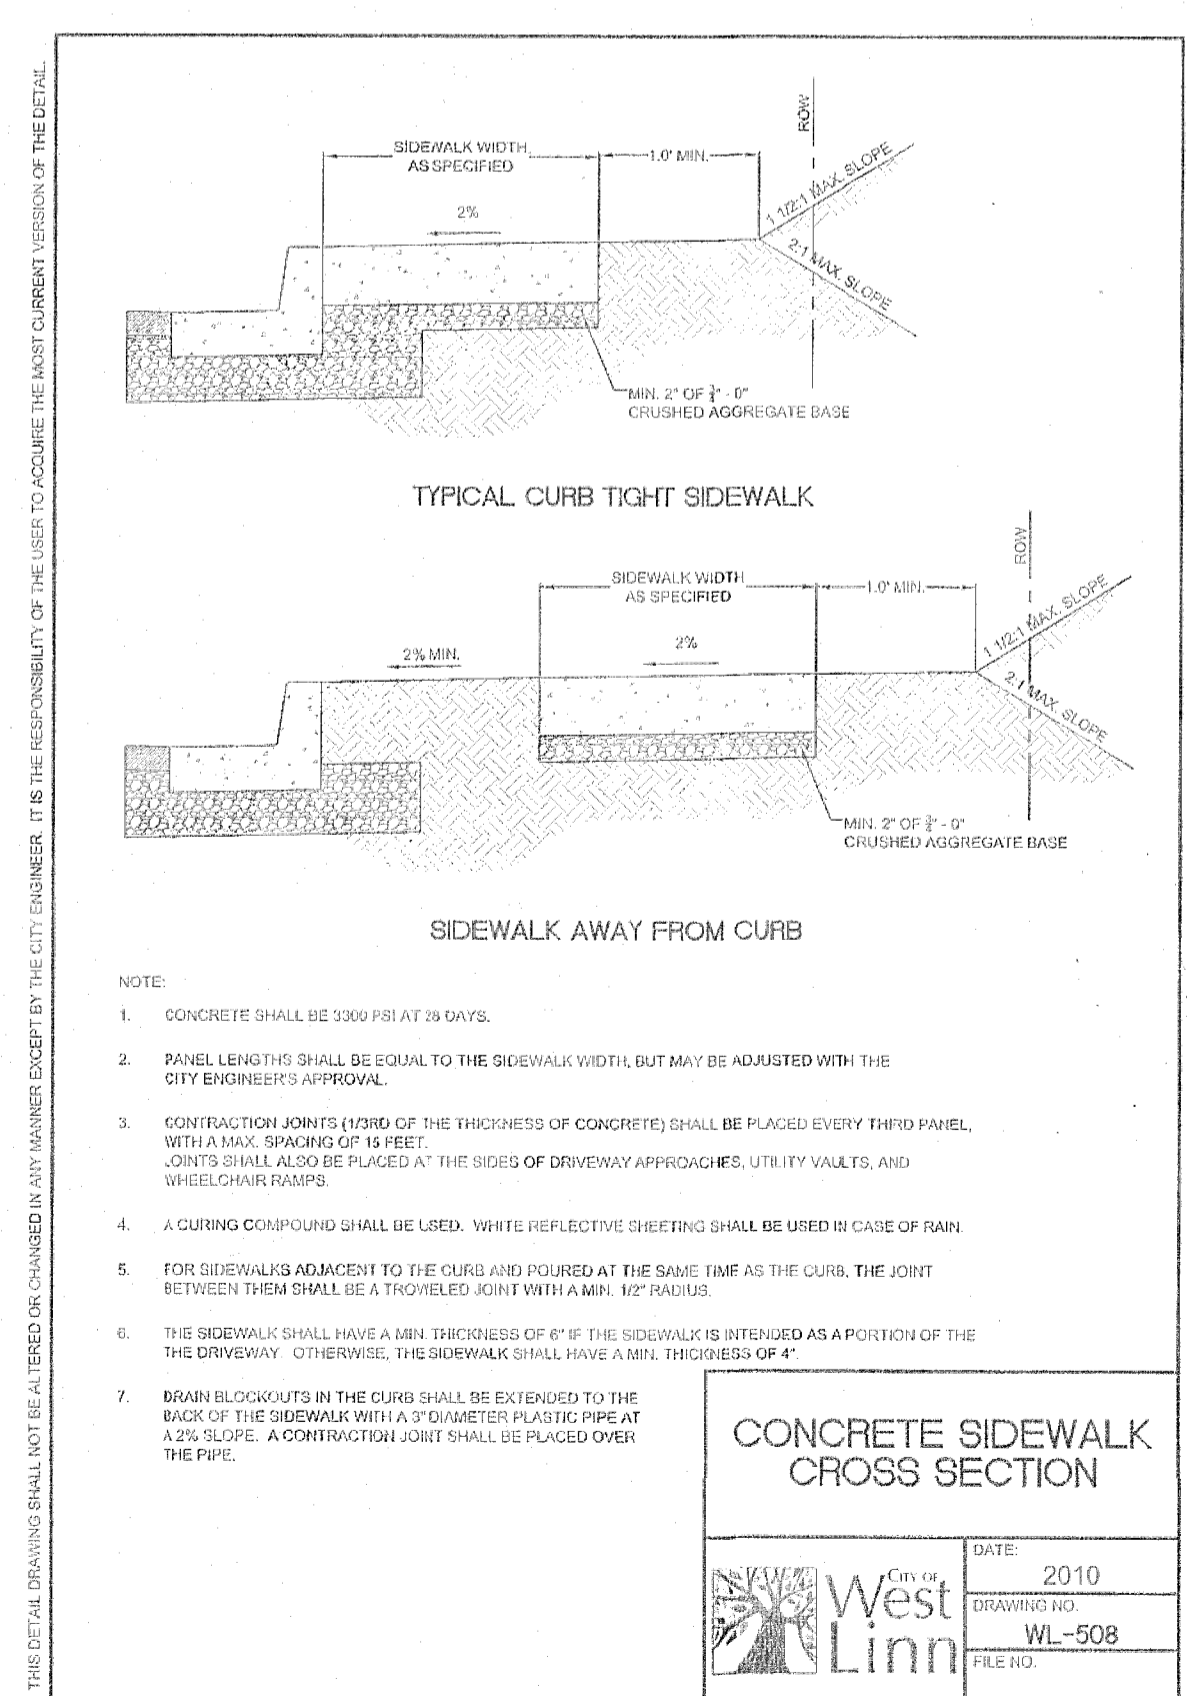 THIS DETAIL DRAWING SHALL NOT BE ALTERED OR CHANGED IN ANY MANNER EXCEPT BY THE CITY ENGINEER. IT IS THE RESPONSIBILITY OF THE USER TO ACQUIRE THE MOST CURRENT VERSION OF THE DETAIL.
ROW
SIDEWALK WIDTH
AS SPECIFIED
1.0' MIN.
1 1/2:1 MAX. SLOPE
2%
2:1 MAX. SLOPE
MIN. 2" OF ¾" - 0"
CRUSHED AGGREGATE BASE
TYPICAL CURB TIGHT SIDEWALK
ROW
SIDEWALK WIDTH
AS SPECIFIED
1.0' MIN.
1 1/2:1 MAX. SLOPE
2% MIN.
2%
2:1 MAX. SLOPE
MIN. 2" OF ¾" - 0"
CRUSHED AGGREGATE BASE
SIDEWALK AWAY FROM CURB
NOTE:
1. CONCRETE SHALL BE 3300 PSI AT 28 DAYS.
2. PANEL LENGTHS SHALL BE EQUAL TO THE SIDEWALK WIDTH, BUT MAY BE ADJUSTED WITH THE
CITY ENGINEER'S APPROVAL.
3. CONTRACTION JOINTS (1/3RD OF THE THICKNESS OF CONCRETE) SHALL BE PLACED EVERY THIRD PANEL,
WITH A MAX. SPACING OF 15 FEET.
JOINTS SHALL ALSO BE PLACED AT THE SIDES OF DRIVEWAY APPROACHES, UTILITY VAULTS, AND
WHEELCHAIR RAMPS.
4. A CURING COMPOUND SHALL BE USED. WHITE REFLECTIVE SHEETING SHALL BE USED IN CASE OF RAIN.
5. FOR SIDEWALKS ADJACENT TO THE CURB AND POURED AT THE SAME TIME AS THE CURB, THE JOINT
BETWEEN THEM SHALL BE A TROWELED JOINT WITH A MIN. 1/2" RADIUS.
6. THE SIDEWALK SHALL HAVE A MIN. THICKNESS OF 6" IF THE SIDEWALK IS INTENDED AS A PORTION OF THE
THE DRIVEWAY. OTHERWISE, THE SIDEWALK SHALL HAVE A MIN. THICKNESS OF 4".
7. DRAIN BLOCKOUTS IN THE CURB SHALL BE EXTENDED TO THE
BACK OF THE SIDEWALK WITH A 3" DIAMETER PLASTIC PIPE AT
A 2% SLOPE. A CONTRACTION JOINT SHALL BE PLACED OVER
THE PIPE.
CONCRETE SIDEWALK
CROSS SECTION
CITY OF
West
Linn
DATE:
2010
DRAWING NO.
WL-508
FILE NO.